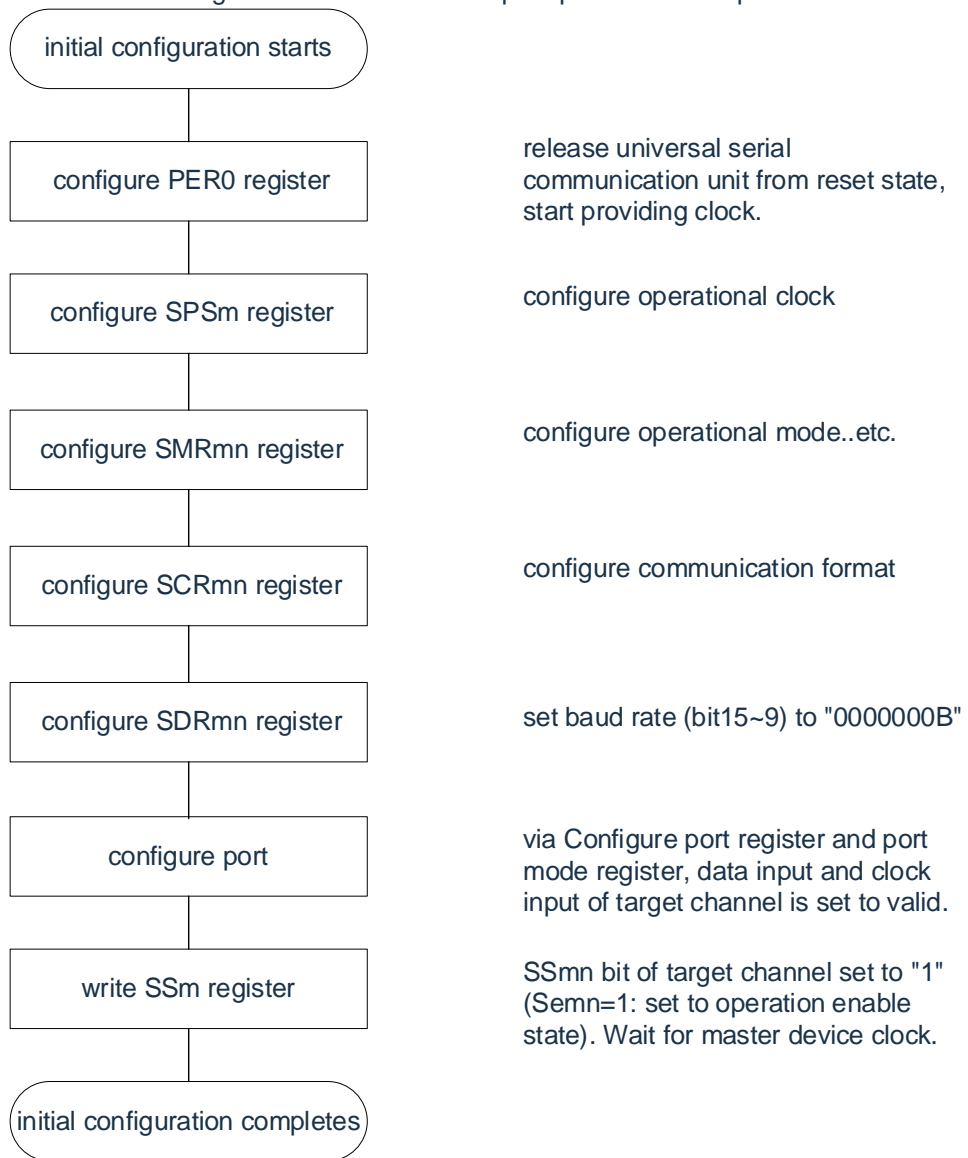 initial configuration starts
configure PER0 register
release universal serial
communication unit from reset state,
start providing clock.
configure SPSm register
configure operational clock
configure SMRmn register
configure operational mode..etc.
configure SCRmn register
configure communication format
configure SDRmn register
set baud rate (bit15~9) to "0000000B"
configure port
via Configure port register and port
mode register, data input and clock
input of target channel is set to valid.
write SSm register
SSmn bit of target channel set to "1"
(Semn=1: set to operation enable
state). Wait for master device clock.
initial configuration completes